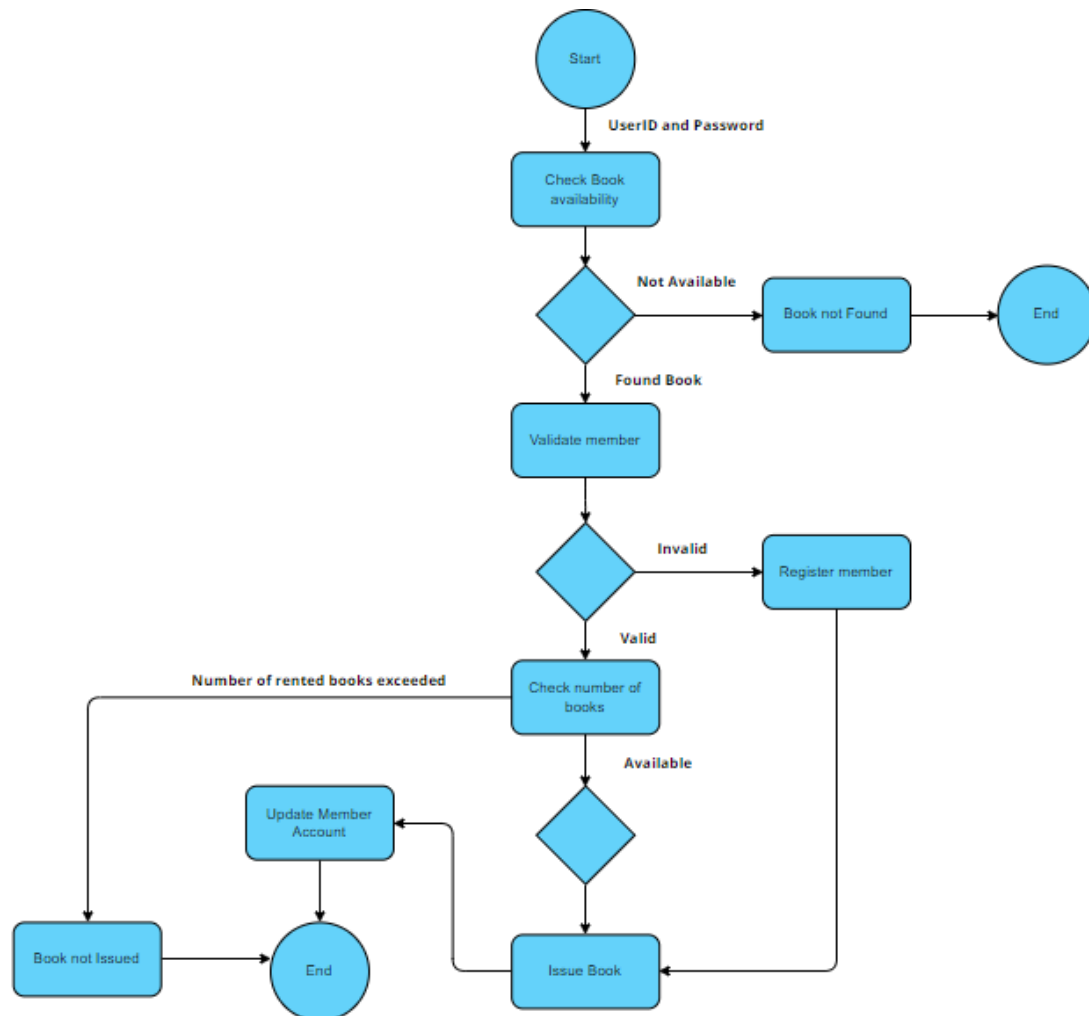 Start
UserID and Password
Check Book
availability
Not Available
Book not Found
End
Found Book
Validate member
Invalid
Register member
Valid
Number of rented books exceeded
Check number of
books
Available
Update Member
Account
Book not Issued
End
Issue Book